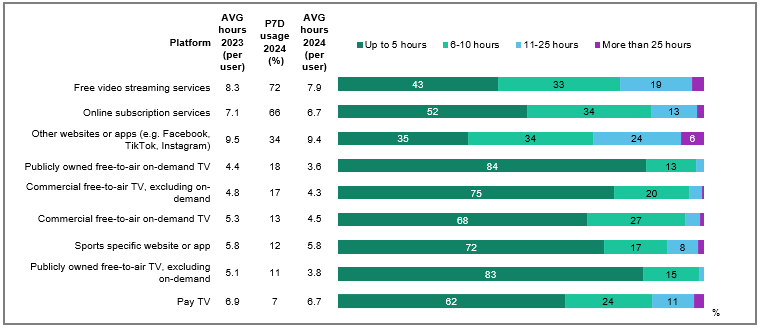 Platform
AVG hours 2023 (per user)
P7D usage 2024 (%)
AVG hours 2024 (per user)
Up to 5 hours 6-10 hours 11-25 hours More than 25 hours
Free video streaming services 8.3 72 7.9 43 33 19
Online subscription services 7.1 66 6.7 52 34 13
Other websites or apps (e.g. Facebook,
TikTok, Instagram) 9.5 34 9.4 35 34 24 6
Publicly owned free-to-air on-demand TV 4.4 18 3.6 84 13
Commercial free-to-air TV, excluding on-
demand 4.8 17 4.3 75 20
Commercial free-to-air on-demand TV 5.3 13 4.5 68 27
Sports specific website or app 5.8 12 5.8 72 17 8
Publicly owned free-to-air TV, excluding
on-demand 5.1 11 3.8 83 15
Pay TV 6.9 7 6.7 62 24 11
%